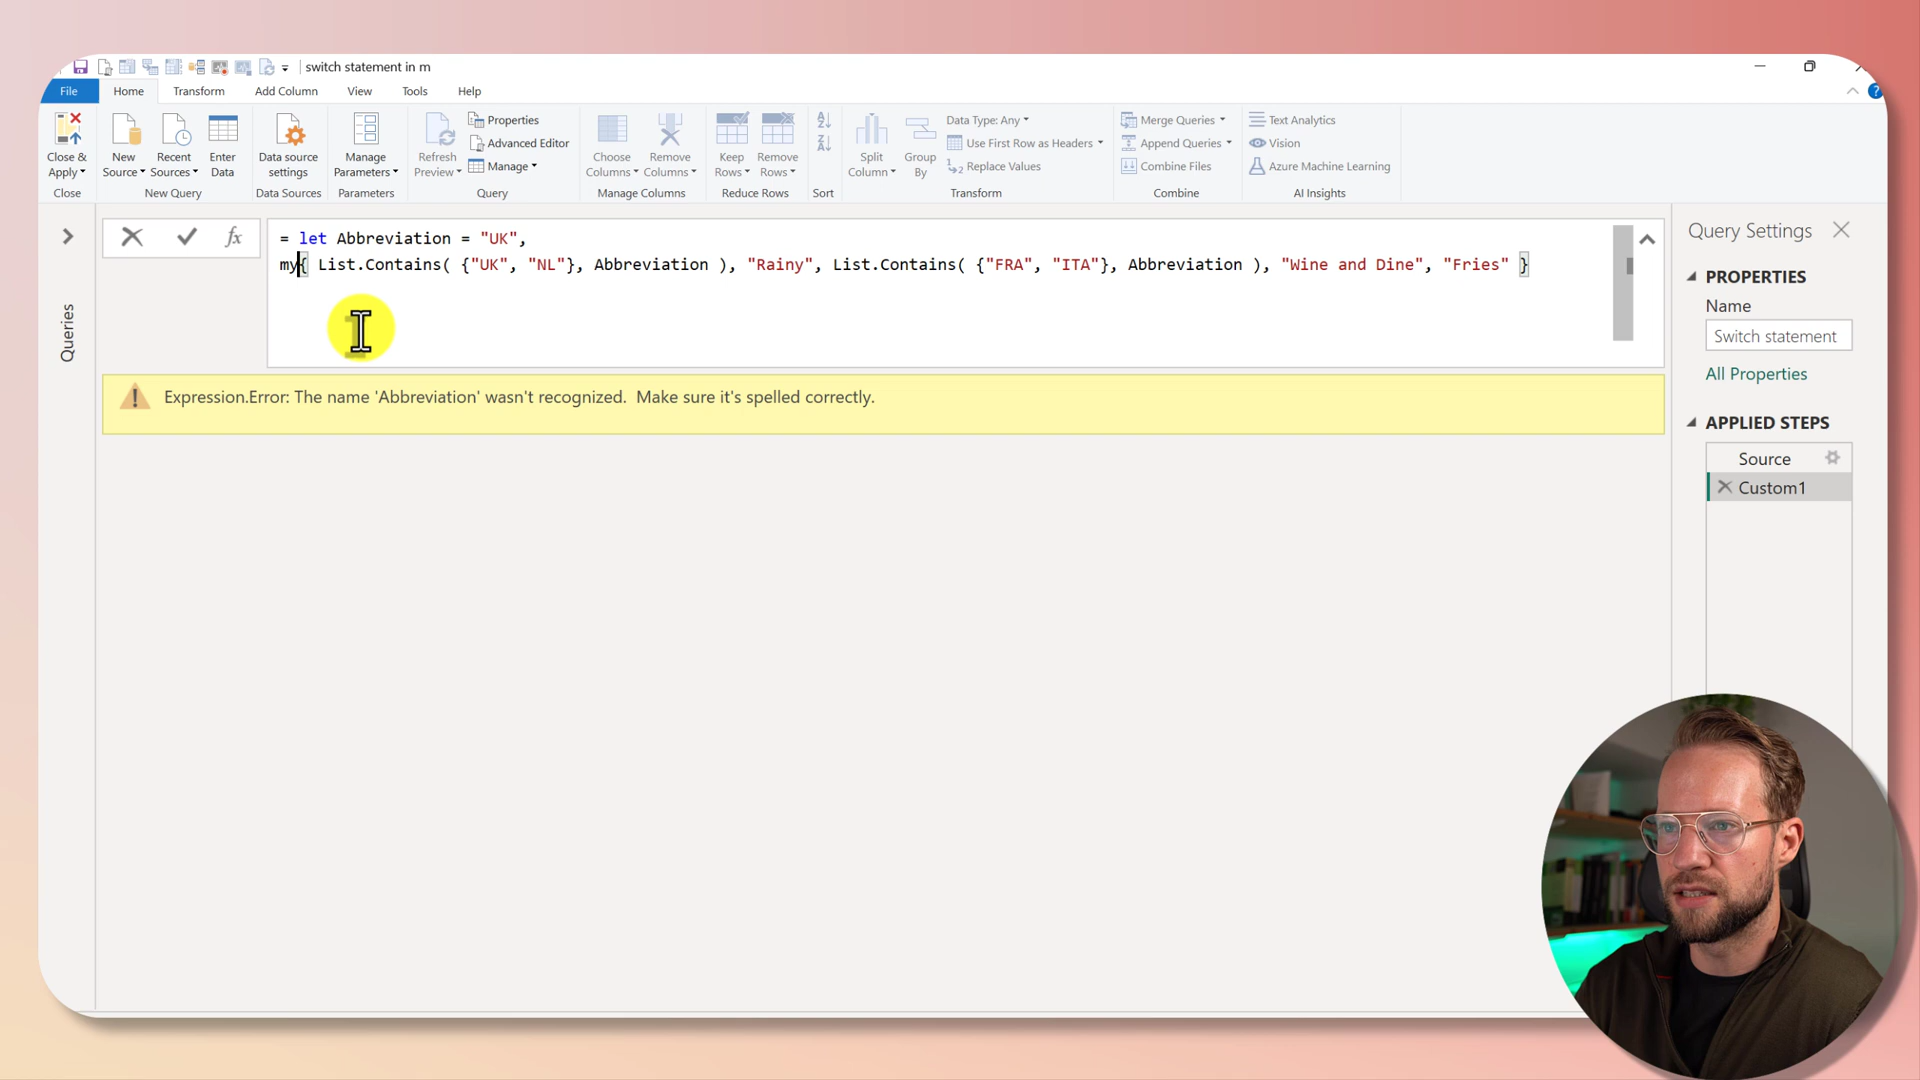 switch statement in m
File Home Transform Add Column View Tools Help
Close & Apply
Close
New Source
Recent Sources
Enter Data
New Query
Data source settings
Data Sources
Manage Parameters
Parameters
Refresh Preview
Properties
Advanced Editor
Manage
Query
Choose Columns
Remove Columns
Manage Columns
Keep Rows
Remove Rows
Reduce Rows
Sort
Split Column
Group By
Data Type: Any
Use First Row as Headers
Replace Values
Transform
Merge Queries
Append Queries
Combine Files
Combine
Text Analytics
Vision
Azure Machine Learning
AI Insights
Queries
= let Abbreviation = "UK",
my{ List.Contains( {"UK", "NL"}, Abbreviation ), "Rainy", List.Contains( {"FRA", "ITA"}, Abbreviation ), "Wine and Dine", "Fries" }
Expression.Error: The name 'Abbreviation' wasn't recognized. Make sure it's spelled correctly.
Query Settings
PROPERTIES
Name
Switch statement
All Properties
APPLIED STEPS
Source
Custom1